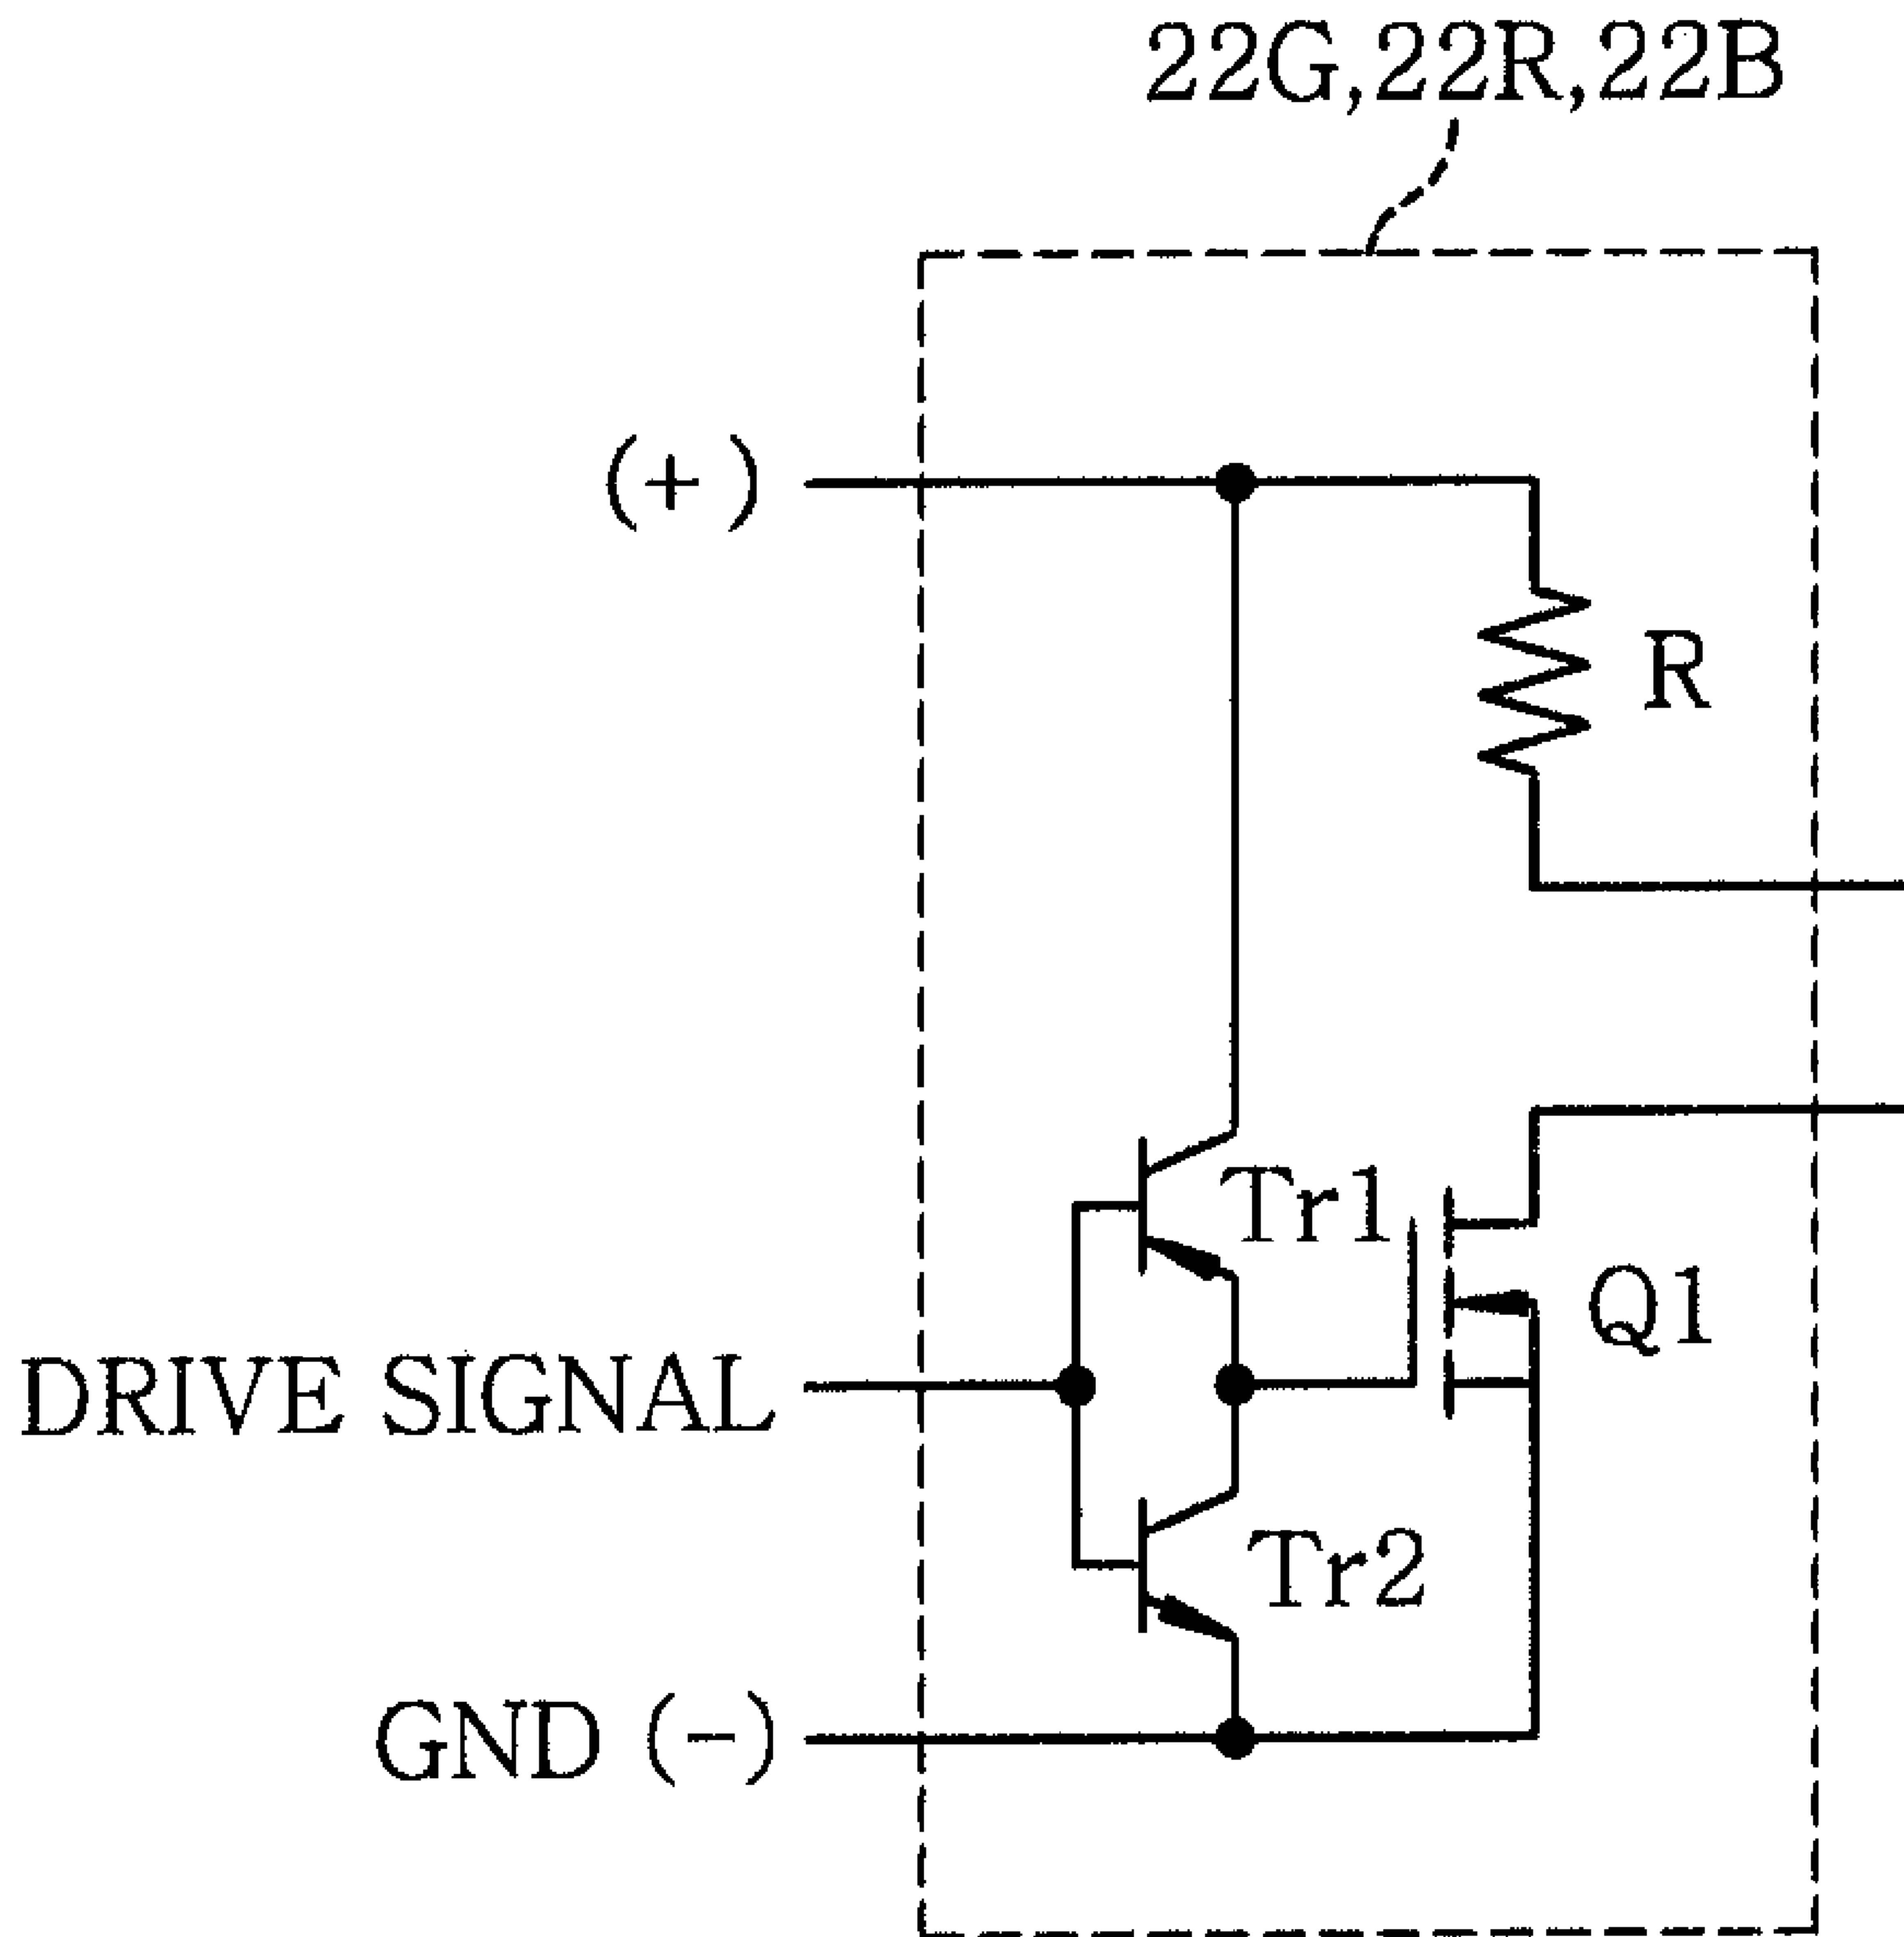 22G,22R,22B
(+)
R
Tr1
Q1
DRIVE SIGNAL
Tr2
GND (-)